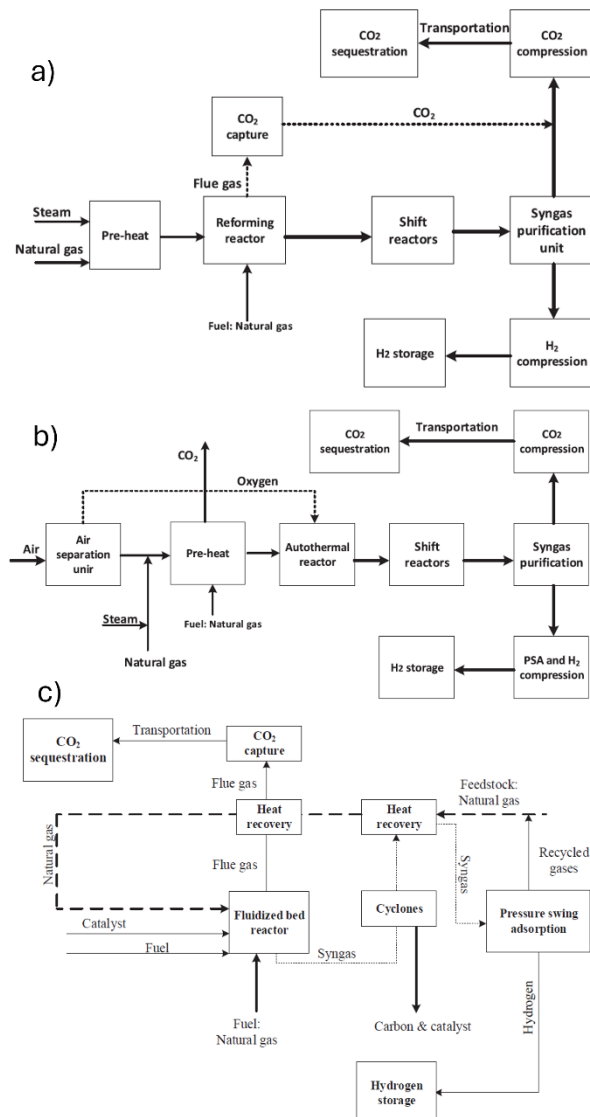 a)
CO₂
sequestration
Transportation
CO₂
compression
CO₂
capture
CO₂
Flue gas
Steam
Natural gas
Pre-heat
Reforming
reactor
Shift
reactors
Syngas
purification
unit
Fuel: Natural gas
H2 storage
H₂
compression
b)
CO₂
sequestration
Transportation
CO₂
compression
CO₂
Oxygen
Air
Air
separation
unir
Pre-heat
Autothermal
reactor
Shift
reactors
Syngas
purification
Steam
Fuel: Natural gas
Natural gas
H₂ storage
PSA and H₂
compression
c)
CO₂
sequestration
Transportation
CO₂
capture
Flue gas
Feedstock:
Natural gas
Heat
recovery
Heat
recovery
Natural gas
Flue gas
Syngas
Recycled
gases
Fluidized bed
reactor
Cyclones
Pressure swing
adsorption
Catalyst
Fuel
Syngas
Fuel:
Natural gas
Carbon & catalyst
Hydrogen
Hydrogen
storage